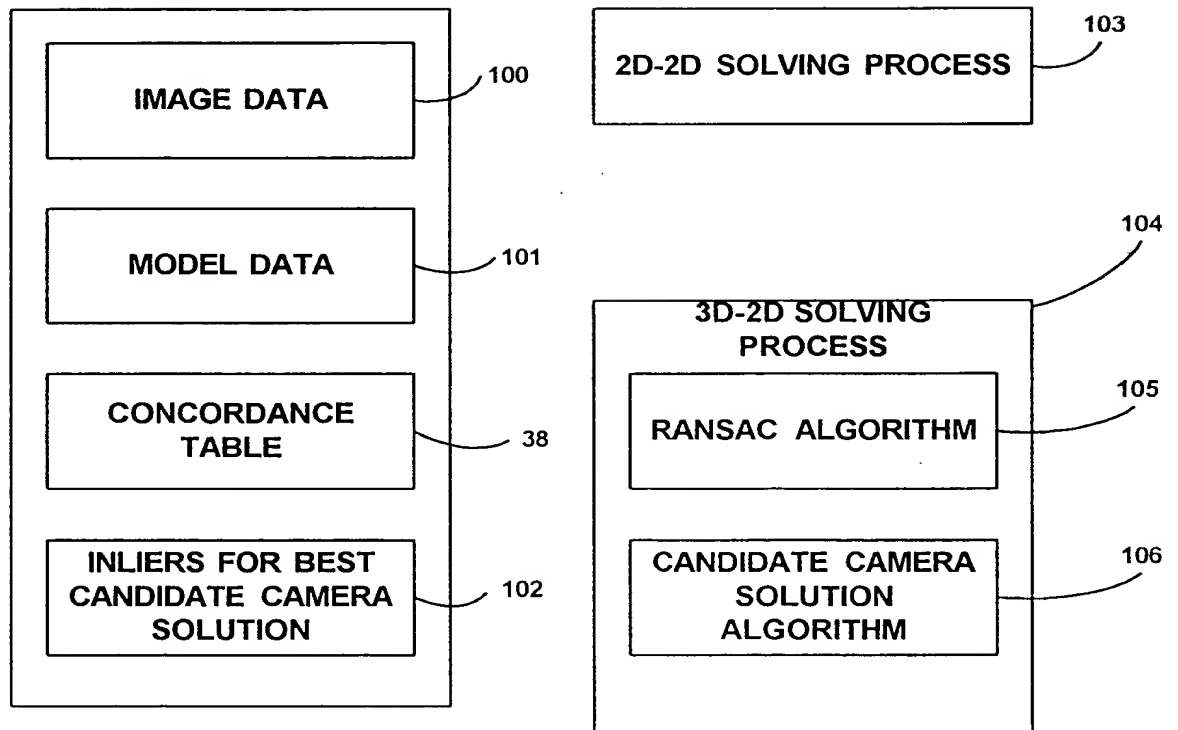 IMAGE DATA
100
MODEL DATA
101
CONCORDANCE
TABLE
38
INLIERS FOR BEST
CANDIDATE CAMERA
SOLUTION
102
2D-2D SOLVING PROCESS
103
104
3D-2D SOLVING
PROCESS
RANSAC ALGORITHM
105
CANDIDATE CAMERA
SOLUTION
ALGORITHM
106